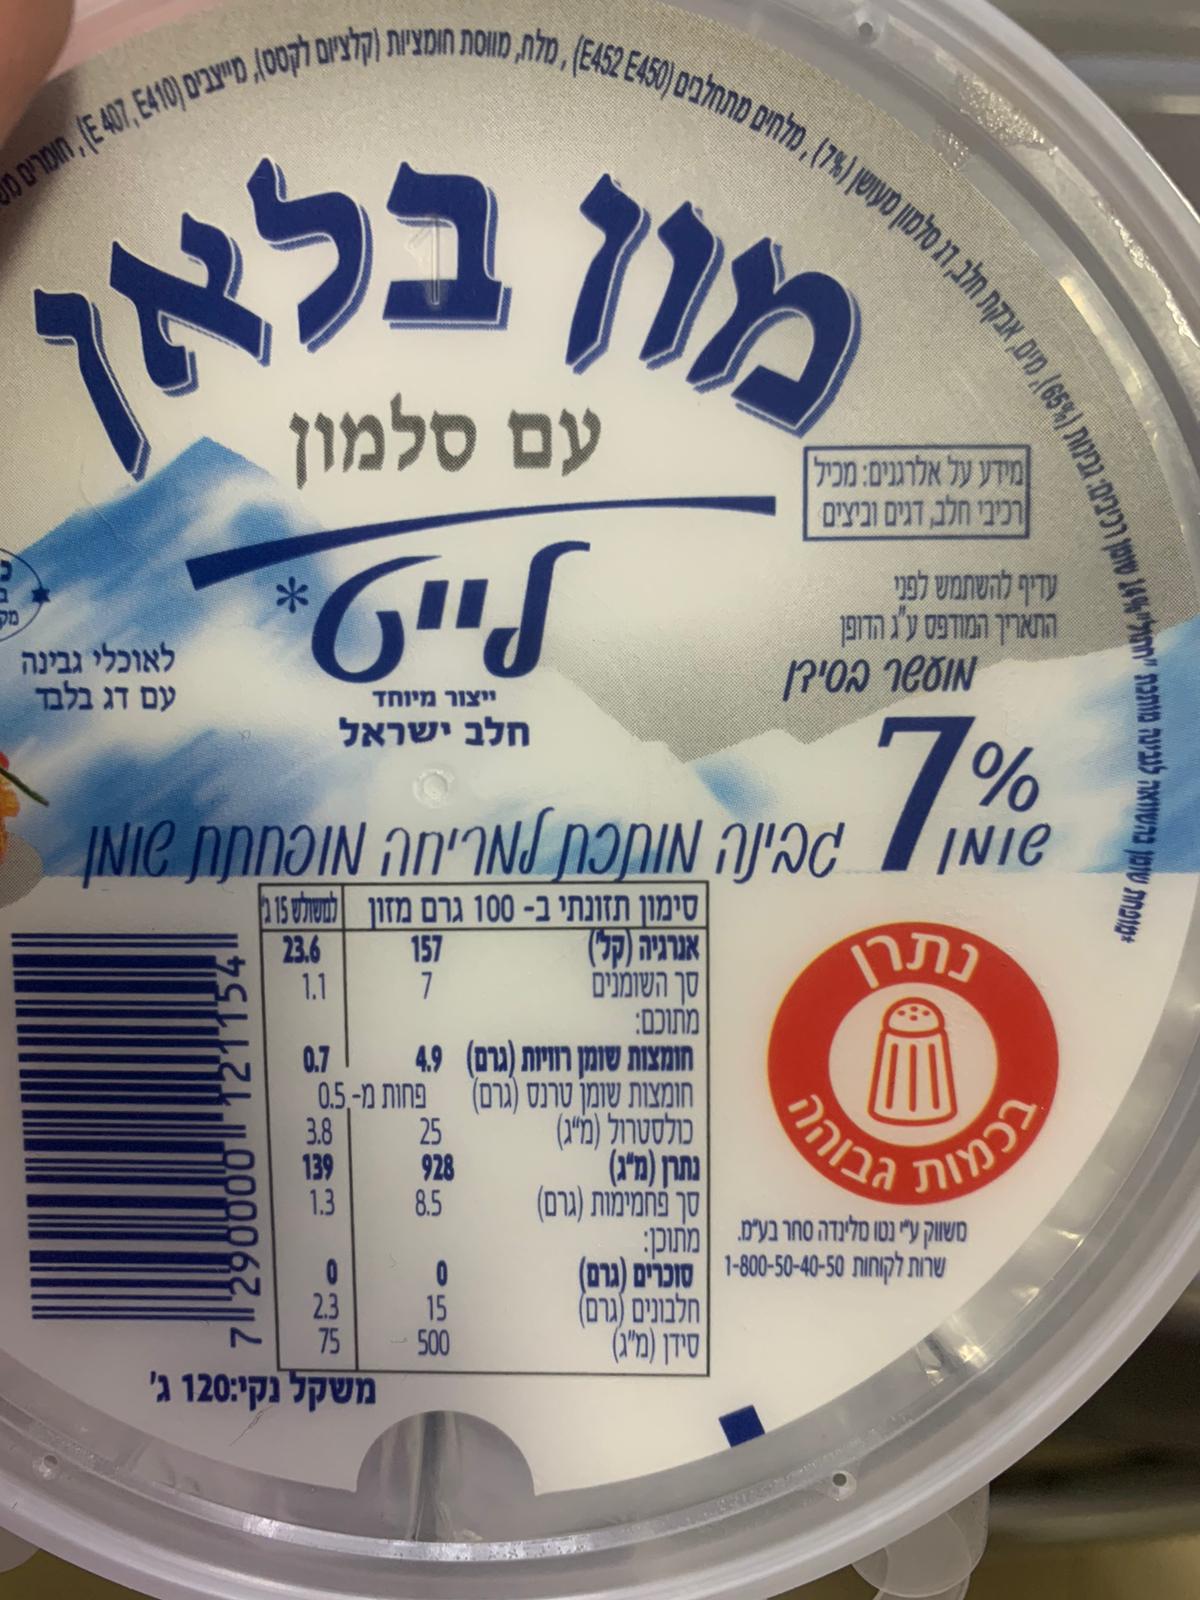 רכיבים: גבינות (65%), מים, אבקת חלב, דג סלמון מעושן (7%), מלחים מתחלבים (E452 E450), מלח, מווסת חומציות (קלציום לקטט), מייצבים (E 407, E410), חומרים
מון בלאן
עם סלמון
לייט*
ייצור מיוחד
חלב ישראל
לאוכלי גבינה
עם דג בלבד
מידע על אלרגנים: מכיל
רכיבי חלב, דגים וביצים
עדיף להשתמש לפני
התאריך המודפס ע"ג הדופן
מועשר בסידן
7%
שומן
גבינה מותכת למריחה מופחתת שומן
סימון תזונתי ב- 100 גרם מזון למשולש 15 ג'
אנרגיה (קל') 157 23.6
סך השומנים 7 1.1
מתוכם:
חומצות שומן רוויות (גרם) 4.9 0.7
חומצות שומן טרנס (גרם) פחות מ- 0.5
כולסטרול (מ"ג) 25 3.8
נתרן (מ"ג) 928 139
סך פחמימות (גרם) 8.5 1.3
מתוכן:
סוכרים (גרם) 0 0
חלבונים (גרם) 15 2.3
סידן (מ"ג) 500 75
משקל נקי:120 ג'
7 290000 121154
נתרן
בכמות גבוהה
משווק ע"י נטו מלינדה סחר בע"מ.
שרות לקוחות 1-800-50-40-50